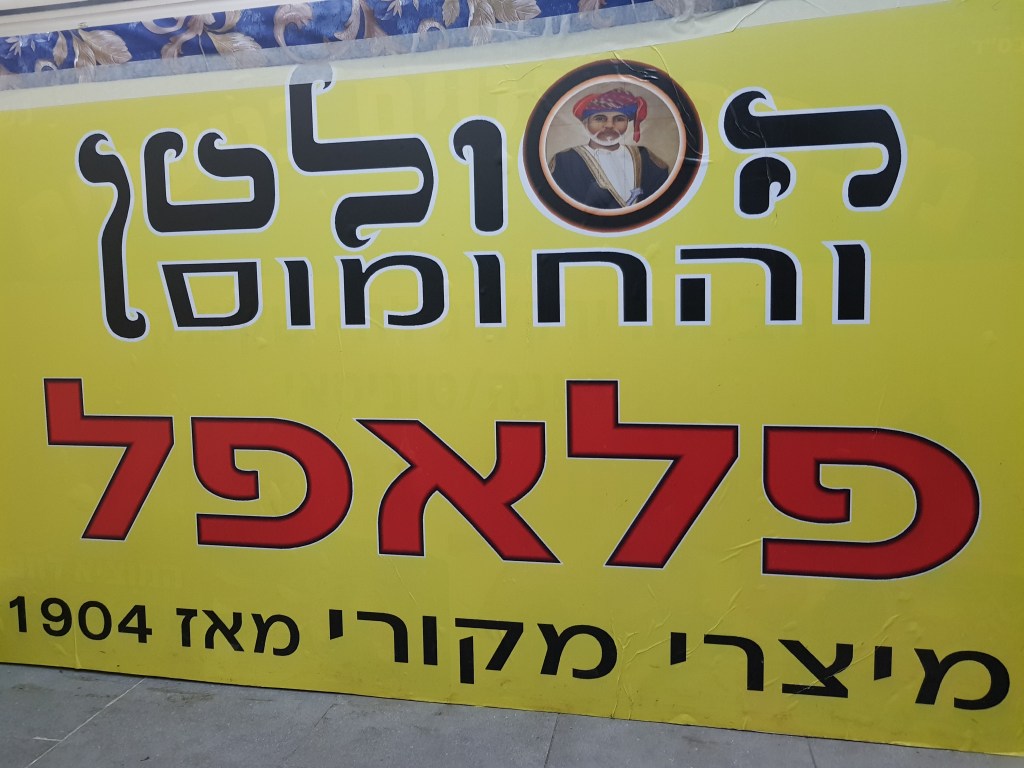 הסולטן
והחומוס
פלאפל
מיצרי מקורי מאז 1904